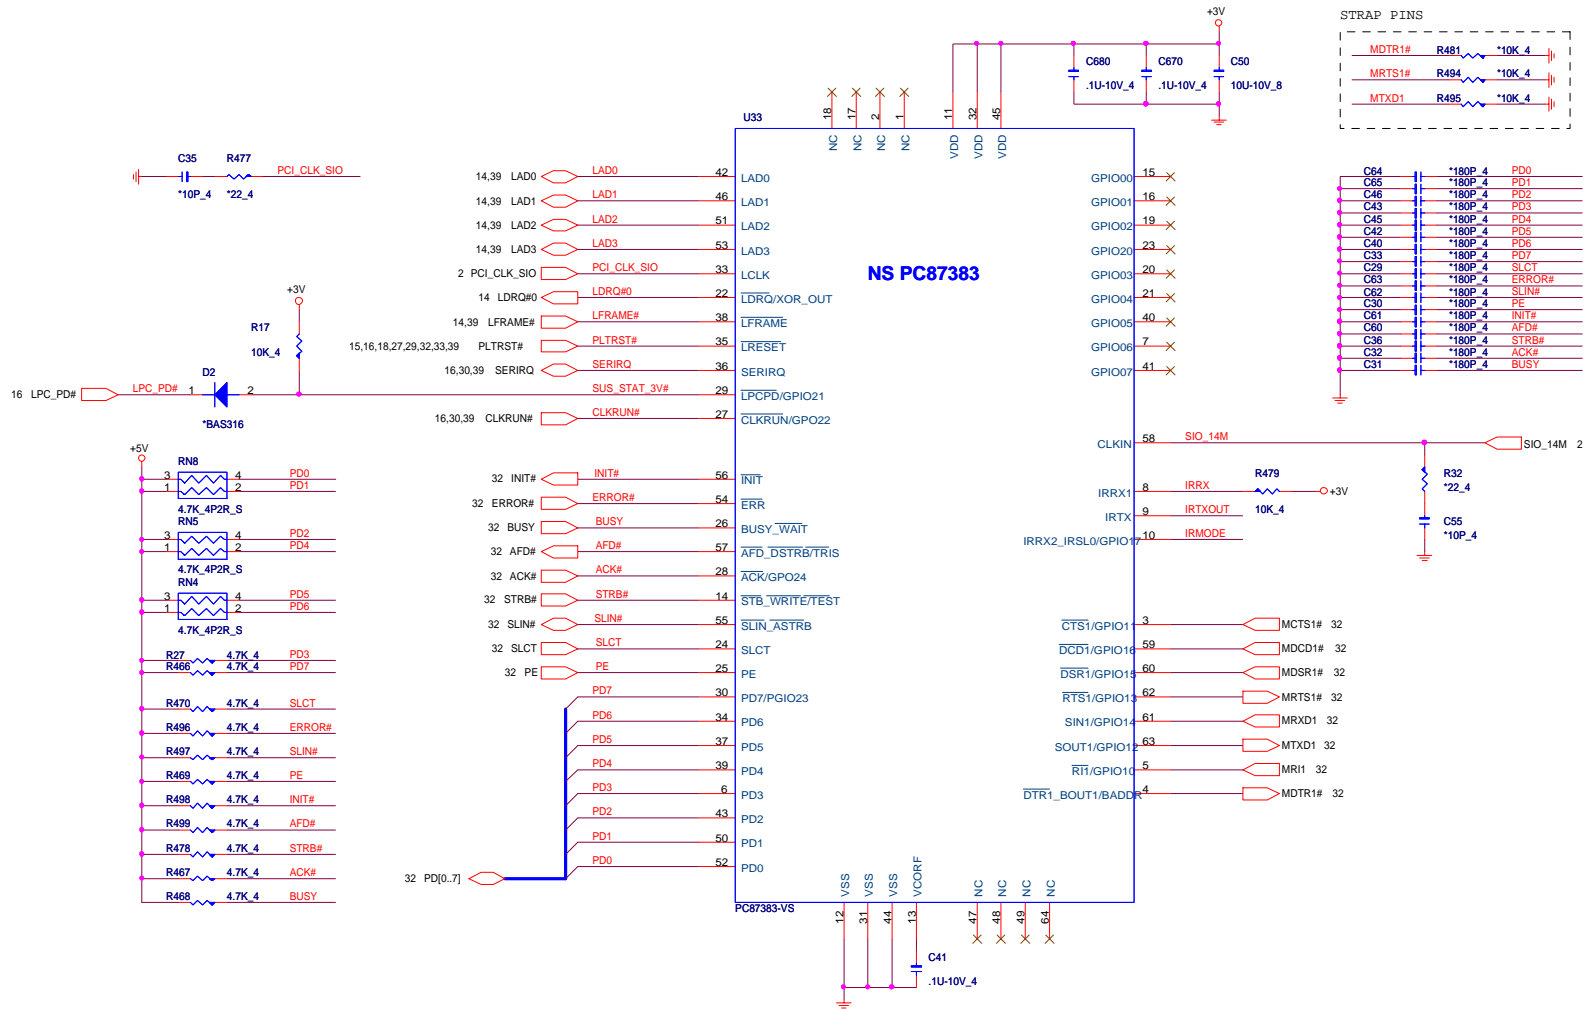 STRAP PINS
MDTR1# R481 *10K_4
MRTS1# R494 *10K_4
MTXD1 R495 *10K_4
+3V
C680 .1U-10V_4
C670 .1U-10V_4
C50 10U-10V_8
U33
18 NC
17 NC
2 NC
1 NC
11 VDD
32 VDD
45 VDD
C35 R477 PCI_CLK_SIO
*10P_4 *22_4
NS PC87383
14,39 LAD0 LAD0 42 LAD0
14,39 LAD1 LAD1 46 LAD1
14,39 LAD2 LAD2 51 LAD2
14,39 LAD3 LAD3 53 LAD3
2 PCI_CLK_SIO PCI_CLK_SIO 33 LCLK
14 LDRQ#0 LDRQ#0 22 LDRQ/XOR_OUT
14,39 LFRAME# LFRAME# 38 LFRAME
15,16,18,27,29,32,33,39 PLTRST# PLTRST# 35 LRESET
16,30,39 SERIRQ SERIRQ 36 SERIRQ
SUS_STAT_3V# 29 LPCPD/GPIO21
16,30,39 CLKRUN# CLKRUN# 27 CLKRUN/GPO22
+3V
R17
10K_4
D2
16 LPC_PD# LPC_PD# 1 2
*BAS316
32 INIT# INIT# 56 INIT
32 ERROR# ERROR# 54 ERR
32 BUSY BUSY 26 BUSY_WAIT
32 AFD# AFD# 57 AFD_DSTRB/TRIS
32 ACK# ACK# 28 ACK/GPO24
32 STRB# STRB# 14 STB_WRITE/TEST
32 SLIN# SLIN# 55 SLIN_ASTRB
32 SLCT SLCT 24 SLCT
32 PE PE 25 PE
PD7 30 PD7/PGIO23
PD6 34 PD6
PD5 37 PD5
PD4 39 PD4
PD3 6 PD3
PD2 43 PD2
PD1 50 PD1
PD0 52 PD0
32 PD[0..7]
+5V
RN8
3 4 PD0
1 2 PD1
4.7K_4P2R_S
RN5
3 4 PD2
1 2 PD4
4.7K_4P2R_S
RN4
3 4 PD5
1 2 PD6
4.7K_4P2R_S
R27 4.7K_4 PD3
R466 4.7K_4 PD7
R470 4.7K_4 SLCT
R496 4.7K_4 ERROR#
R497 4.7K_4 SLIN#
R469 4.7K_4 PE
R498 4.7K_4 INIT#
R499 4.7K_4 AFD#
R478 4.7K_4 STRB#
R467 4.7K_4 ACK#
R468 4.7K_4 BUSY
GPIO00 15
GPIO01 16
GPIO02 19
GPIO20 23
GPIO03 20
GPIO04 21
GPIO05 40
GPIO06 7
GPIO07 41
CLKIN 58 SIO_14M SIO_14M 2
IRRX1 8 IRRX R479 10K_4 +3V
IRTX 9 IRTXOUT
IRRX2_IRSL0/GPIO17 10 IRMODE
R32
*22_4
C55
*10P_4
CTS1/GPIO11 3 MCTS1# 32
DCD1/GPIO16 59 MDCD1# 32
DSR1/GPIO15 60 MDSR1# 32
RTS1/GPIO13 62 MRTS1# 32
SIN1/GPIO14 61 MRXD1 32
SOUT1/GPIO12 63 MTXD1 32
RI1/GPIO10 5 MRI1 32
DTR1_BOUT1/BADDR 4 MDTR1# 32
C64 *180P_4 PD0
C65 *180P_4 PD1
C46 *180P_4 PD2
C43 *180P_4 PD3
C45 *180P_4 PD4
C42 *180P_4 PD5
C40 *180P_4 PD6
C33 *180P_4 PD7
C29 *180P_4 SLCT
C63 *180P_4 ERROR#
C62 *180P_4 SLIN#
C30 *180P_4 PE
C61 *180P_4 INIT#
C60 *180P_4 AFD#
C36 *180P_4 STRB#
C32 *180P_4 ACK#
C31 *180P_4 BUSY
PC87383-VS
VSS 12
VSS 31
VSS 44
VCORF 13
NC 47
NC 48
NC 49
NC 64
C41
.1U-10V_4